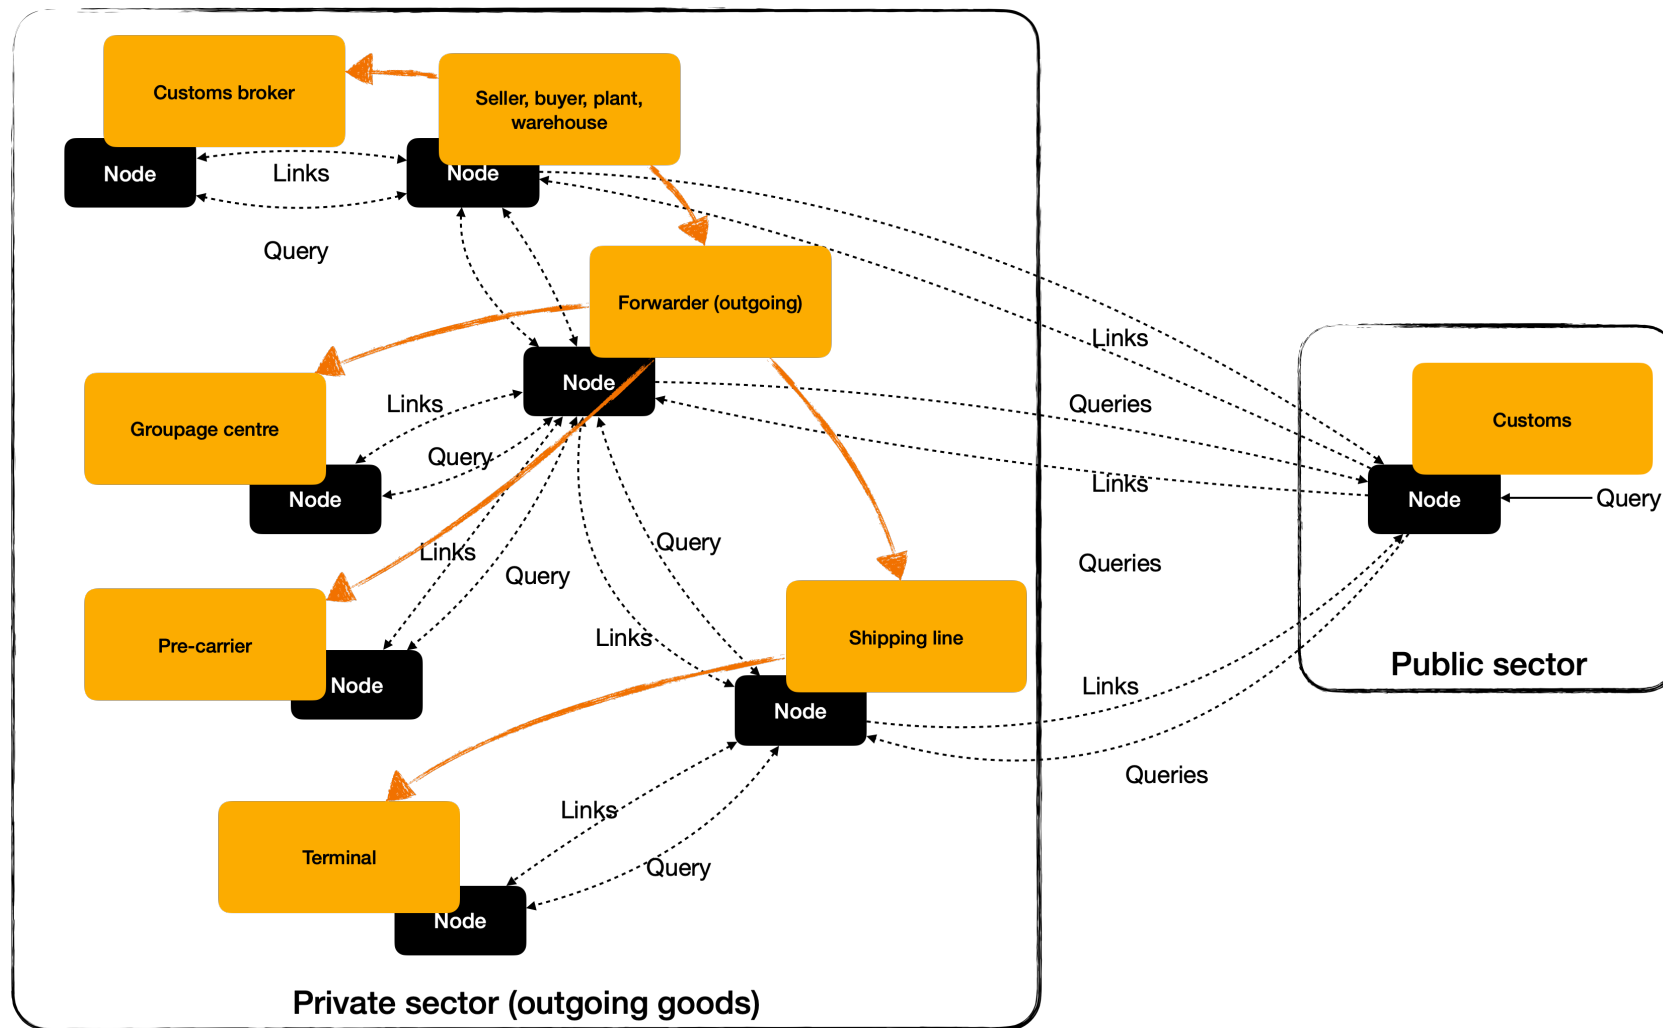 Customs broker
Seller, buyer, plant,
warehouse
Node
Links
Node
Query
Forwarder (outgoing)
Links
Node
Links
Queries
Groupage centre
Customs
Query
Links
Node
Node
Query
Links
Query
Queries
Query
Links
Shipping line
Pre-carrier
Public sector
Node
Links
Node
Queries
Links
Terminal
Query
Node
Private sector (outgoing goods)